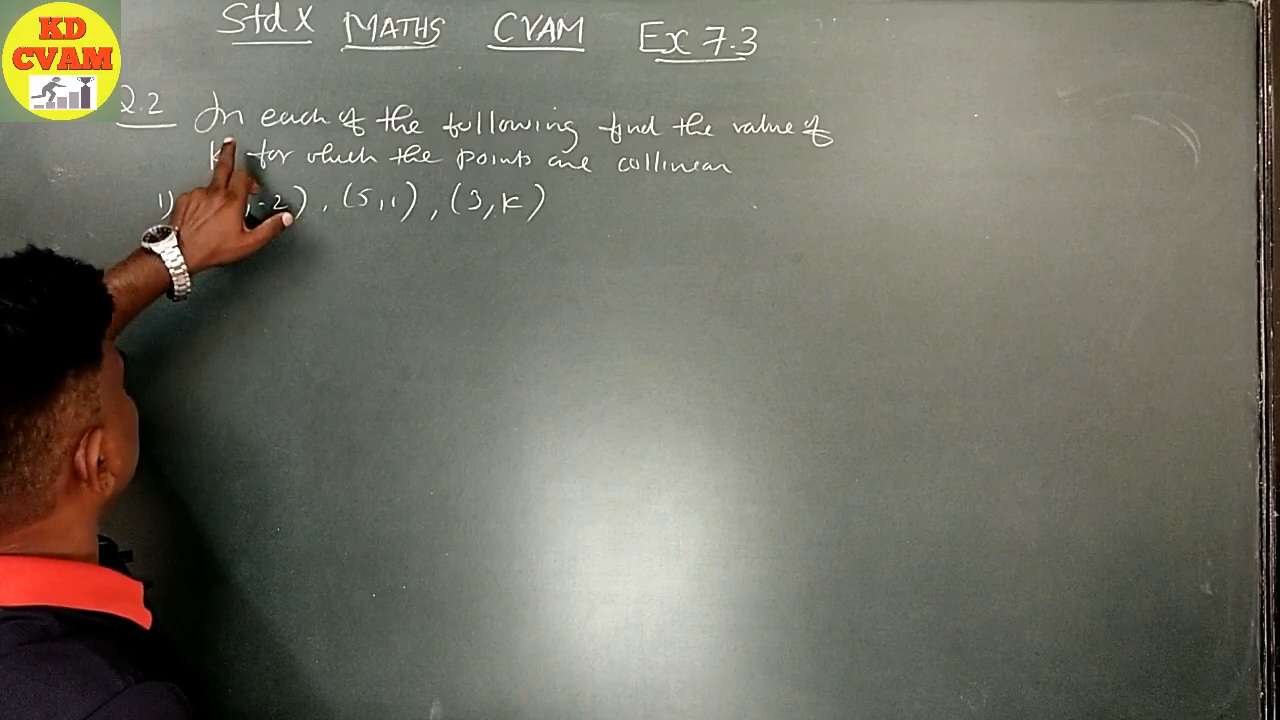 KD
CVAM
Std X MATHS CVAM Ex 7.3
Q.2 In each of the following find the value of
K for which the points are collinear
1) , -2) , (5,1) , (3,K)